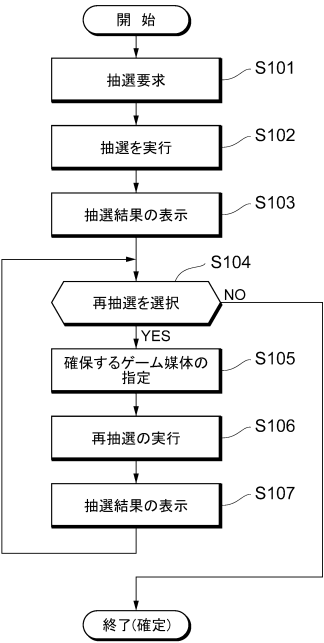 開 始
抽選要求
S101
抽選を実行
S102
抽選結果の表示
S103
S104
再抽選を選択
NO
YES
確保するゲーム媒体の
指定
S105
再抽選の実行
S106
抽選結果の表示
S107
終了(確定)